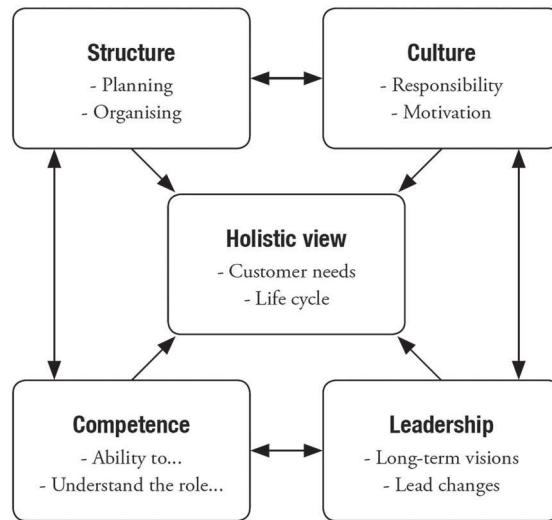 Structure
- Planning
- Organising
Culture
- Responsibility
- Motivation
Holistic view
- Customer needs
- Life cycle
Competence
- Ability to...
- Understand the role...
Leadership
- Long-term visions
- Lead changes